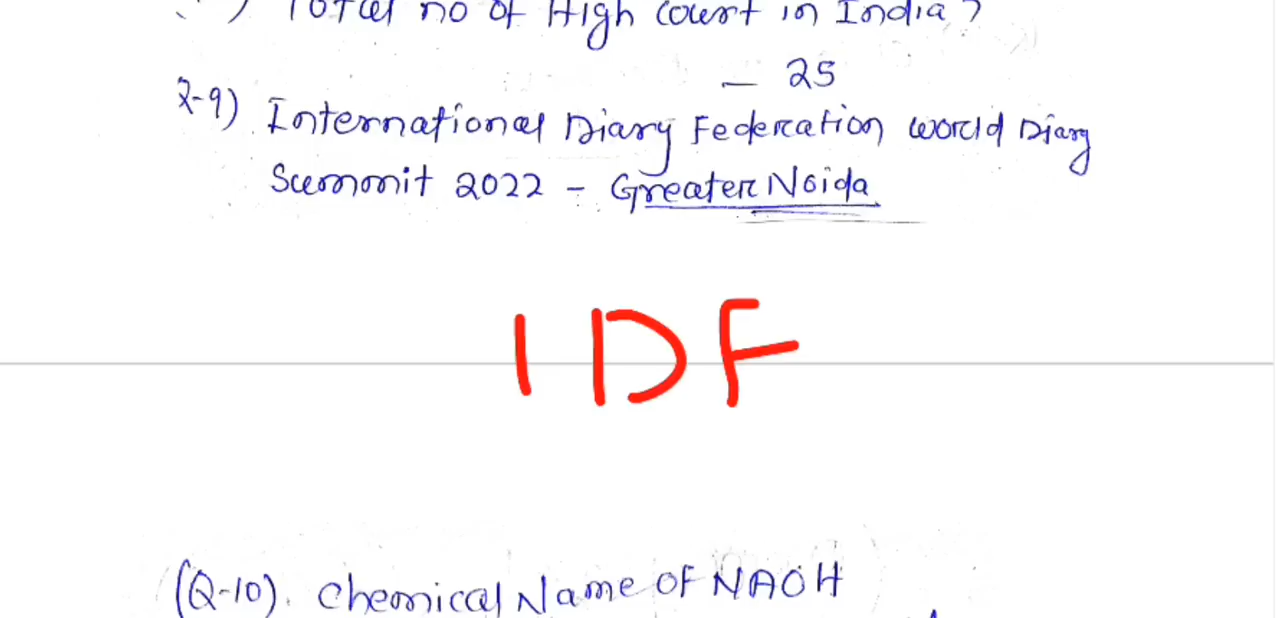 Total no of High Court in India?
- 25
Q-9) International Diary Federation World Diary
Summit 2022 - Greater Noida
IDF
(Q-10). Chemical Name of NAOH